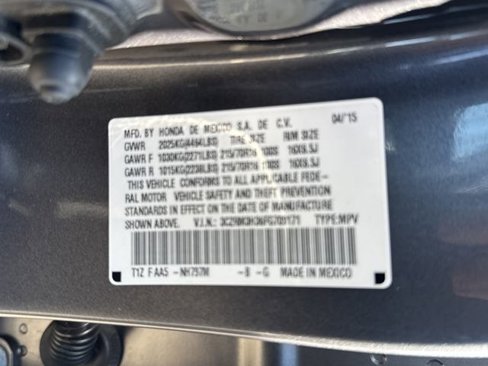 MFD. BY HONDA DE MEXICO S.A. DE C.V. 04/15
GVWR 2025KG(4464LBS) TIRE SIZE RIM SIZE
GAWR F 1030KG(2271LBS) 215/70R16 100S 16X6.5J
GAWR R 1015KG(2238LBS) 215/70R16 100S 16X6.5J
THIS VEHICLE CONFORMS TO ALL APPLICABLE FEDE-
RAL MOTOR VEHICLE SAFETY AND THEFT PREVENTION
STANDARDS IN EFFECT ON THE DATE OF MANUFACTURE
SHOWN ABOVE. V.I.N.: TYPE:MPV
T1Z FAA5 -NH797M -B -G MADE IN MEXICO